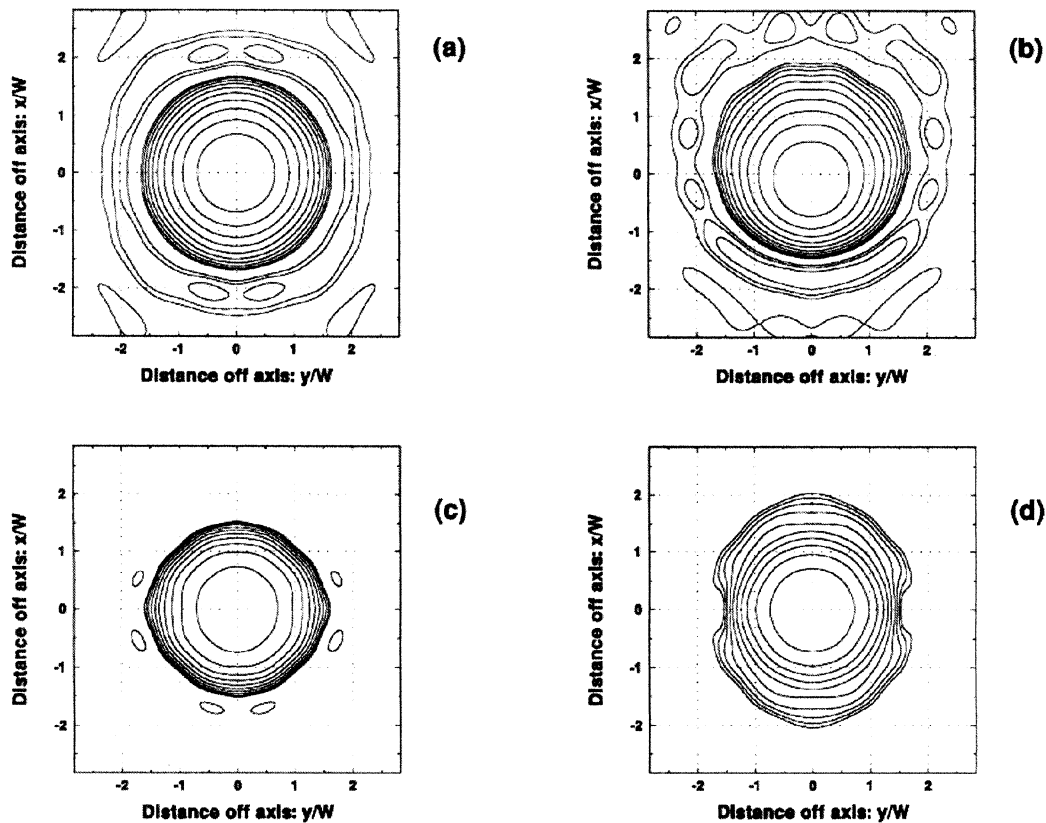 (a)
2
1
0
-1
-2
Distance off axis: x/W
-2 -1 0 1 2
Distance off axis: y/W
(b)
2
1
0
-1
-2
Distance off axis: x/W
-2 -1 0 1 2
Distance off axis: y/W
(c)
2
1
0
-1
-2
Distance off axis: x/W
-2 -1 0 1 2
Distance off axis: y/W
(d)
2
1
0
-1
-2
Distance off axis: x/W
-2 -1 0 1 2
Distance off axis: y/W